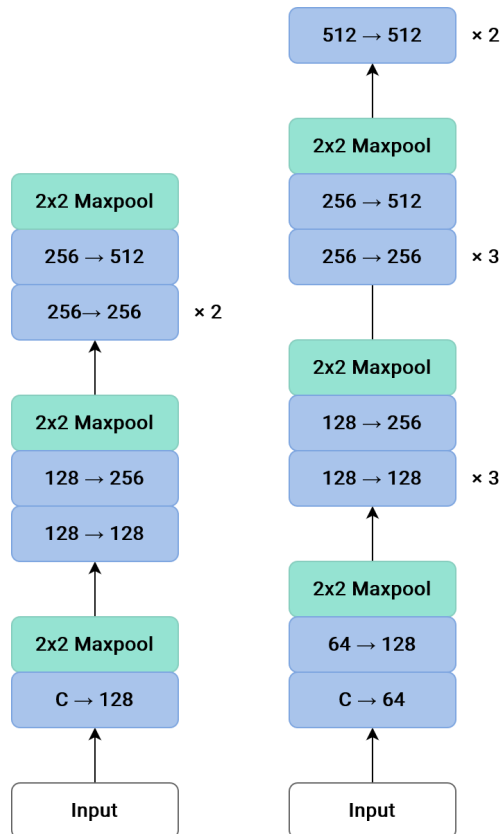 2x2 Maxpool
256 → 512
256→ 256 × 2
2x2 Maxpool
128 → 256
128 → 128
2x2 Maxpool
C → 128
Input
512 → 512 × 2
2x2 Maxpool
256 → 512
256 → 256 × 3
2x2 Maxpool
128 → 256
128 → 128 × 3
2x2 Maxpool
64 → 128
C → 64
Input